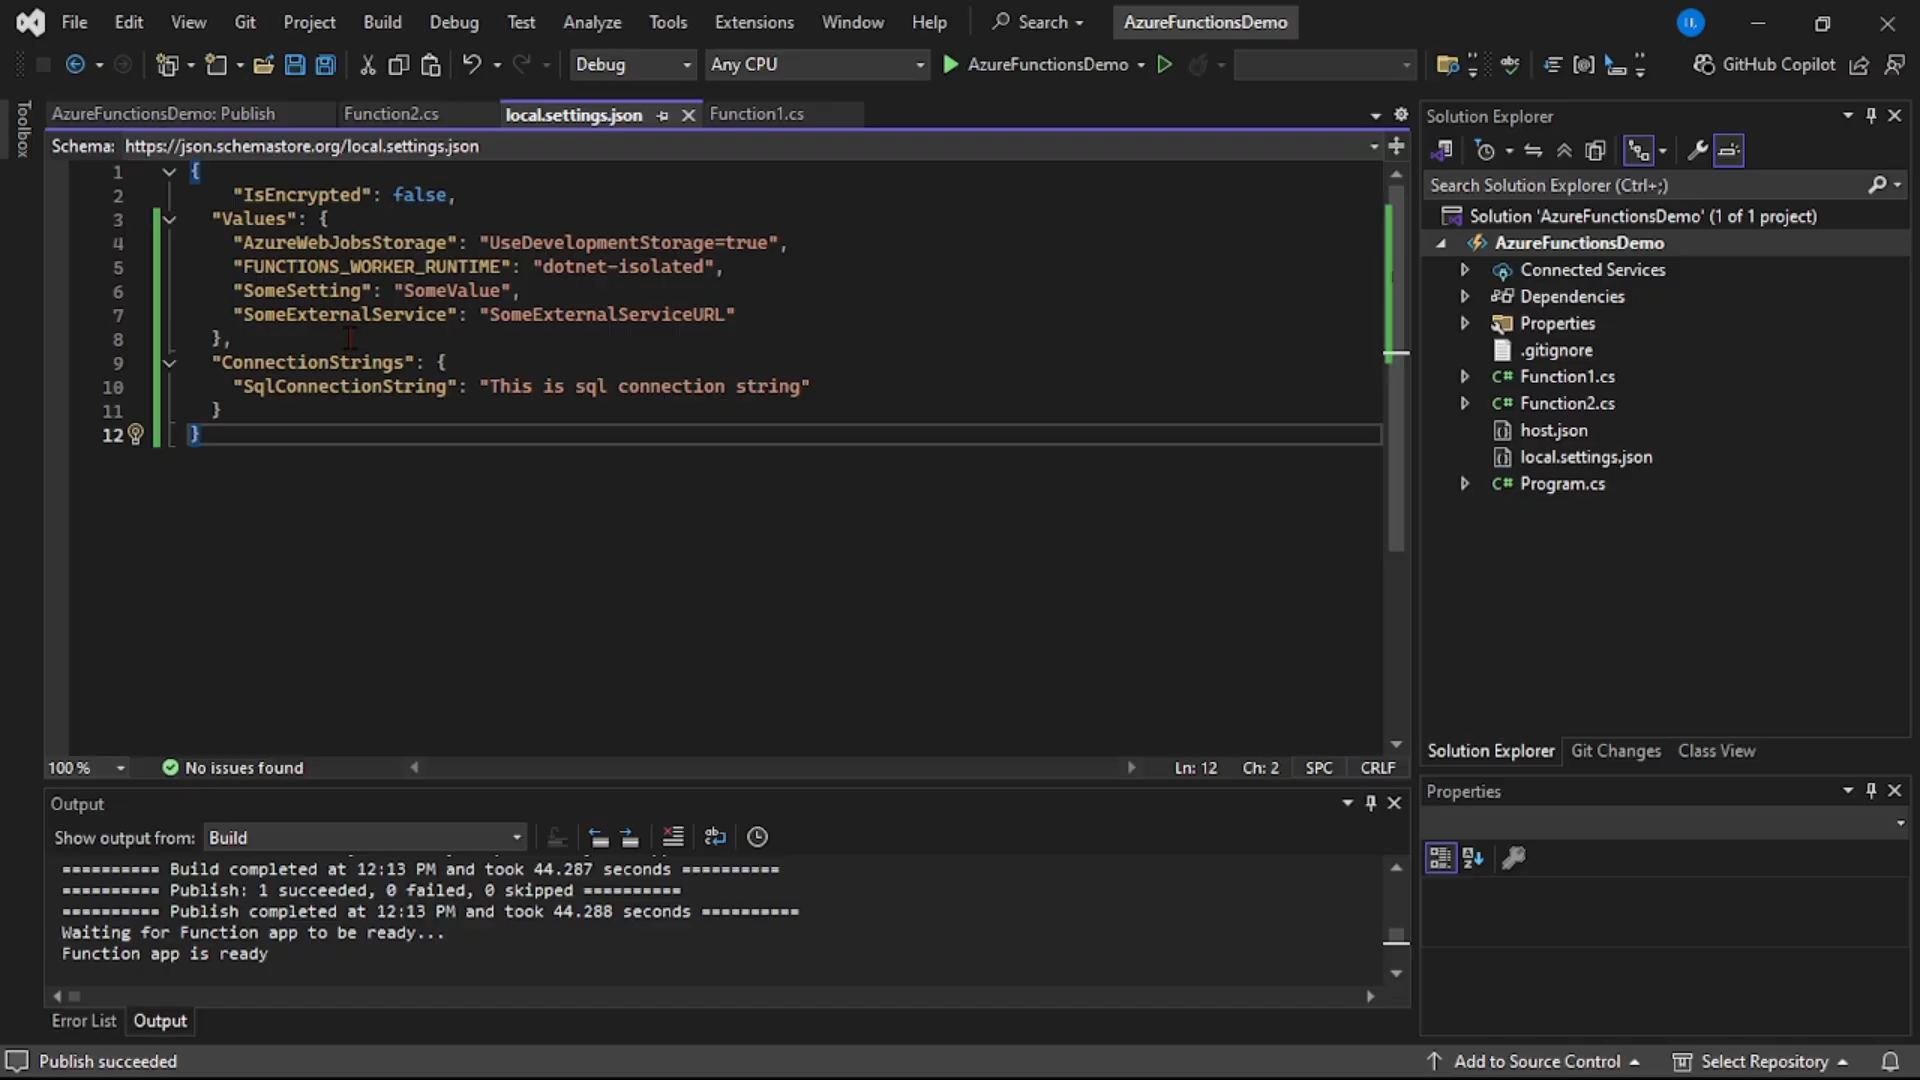 File Edit View Git Project Build Debug Test Analyze Tools Extensions Window Help Search AzureFunctionsDemo
Debug Any CPU AzureFunctionsDemo GitHub Copilot
Toolbox
AzureFunctionsDemo: Publish Function2.cs local.settings.json Function1.cs
Schema: https://json.schemastore.org/local.settings.json
1 {
2 "IsEncrypted": false,
3 "Values": {
4 "AzureWebJobsStorage": "UseDevelopmentStorage=true",
5 "FUNCTIONS_WORKER_RUNTIME": "dotnet-isolated",
6 "SomeSetting": "SomeValue",
7 "SomeExternalService": "SomeExternalServiceURL"
8 },
9 "ConnectionStrings": {
10 "SqlConnectionString": "This is sql connection string"
11 }
12 }
100 % No issues found Ln: 12 Ch: 2 SPC CRLF
Output
Show output from: Build
========== Build completed at 12:13 PM and took 44.287 seconds ==========
========== Publish: 1 succeeded, 0 failed, 0 skipped ==========
========== Publish completed at 12:13 PM and took 44.288 seconds ==========
Waiting for Function app to be ready...
Function app is ready
Error List Output
Solution Explorer
Search Solution Explorer (Ctrl+;)
Solution 'AzureFunctionsDemo' (1 of 1 project)
AzureFunctionsDemo
Connected Services
Dependencies
Properties
.gitignore
C# Function1.cs
C# Function2.cs
host.json
local.settings.json
C# Program.cs
Solution Explorer Git Changes Class View
Properties
Publish succeeded Add to Source Control Select Repository